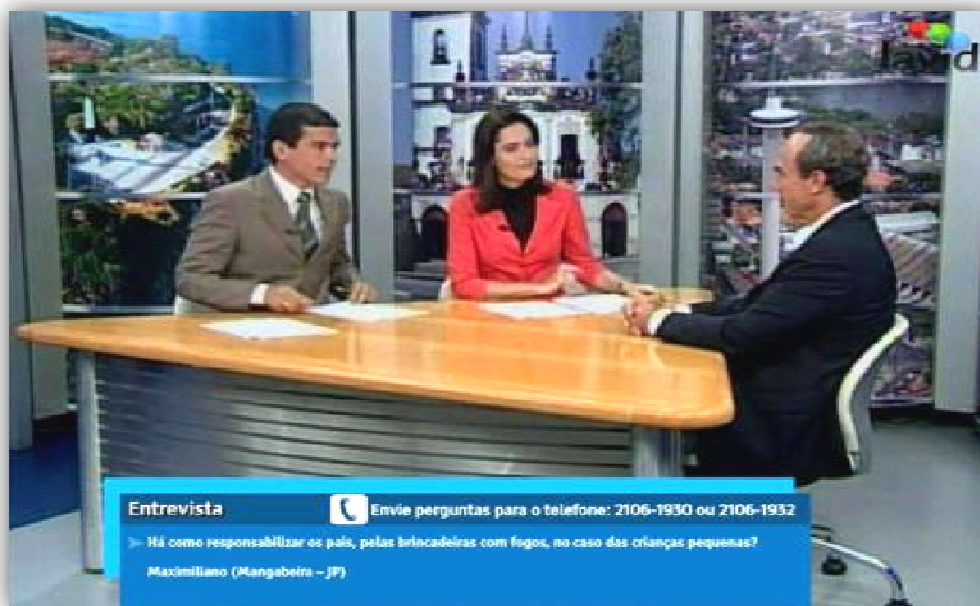 lavid
Entrevista
Envie perguntas para o telefone: 2106-1930 ou 2106-1932
Há como responsabilizar os pais, pelas brincadeiras com fogos, no caso das crianças pequenas?
Maximiliano (Mangabeira – JP)